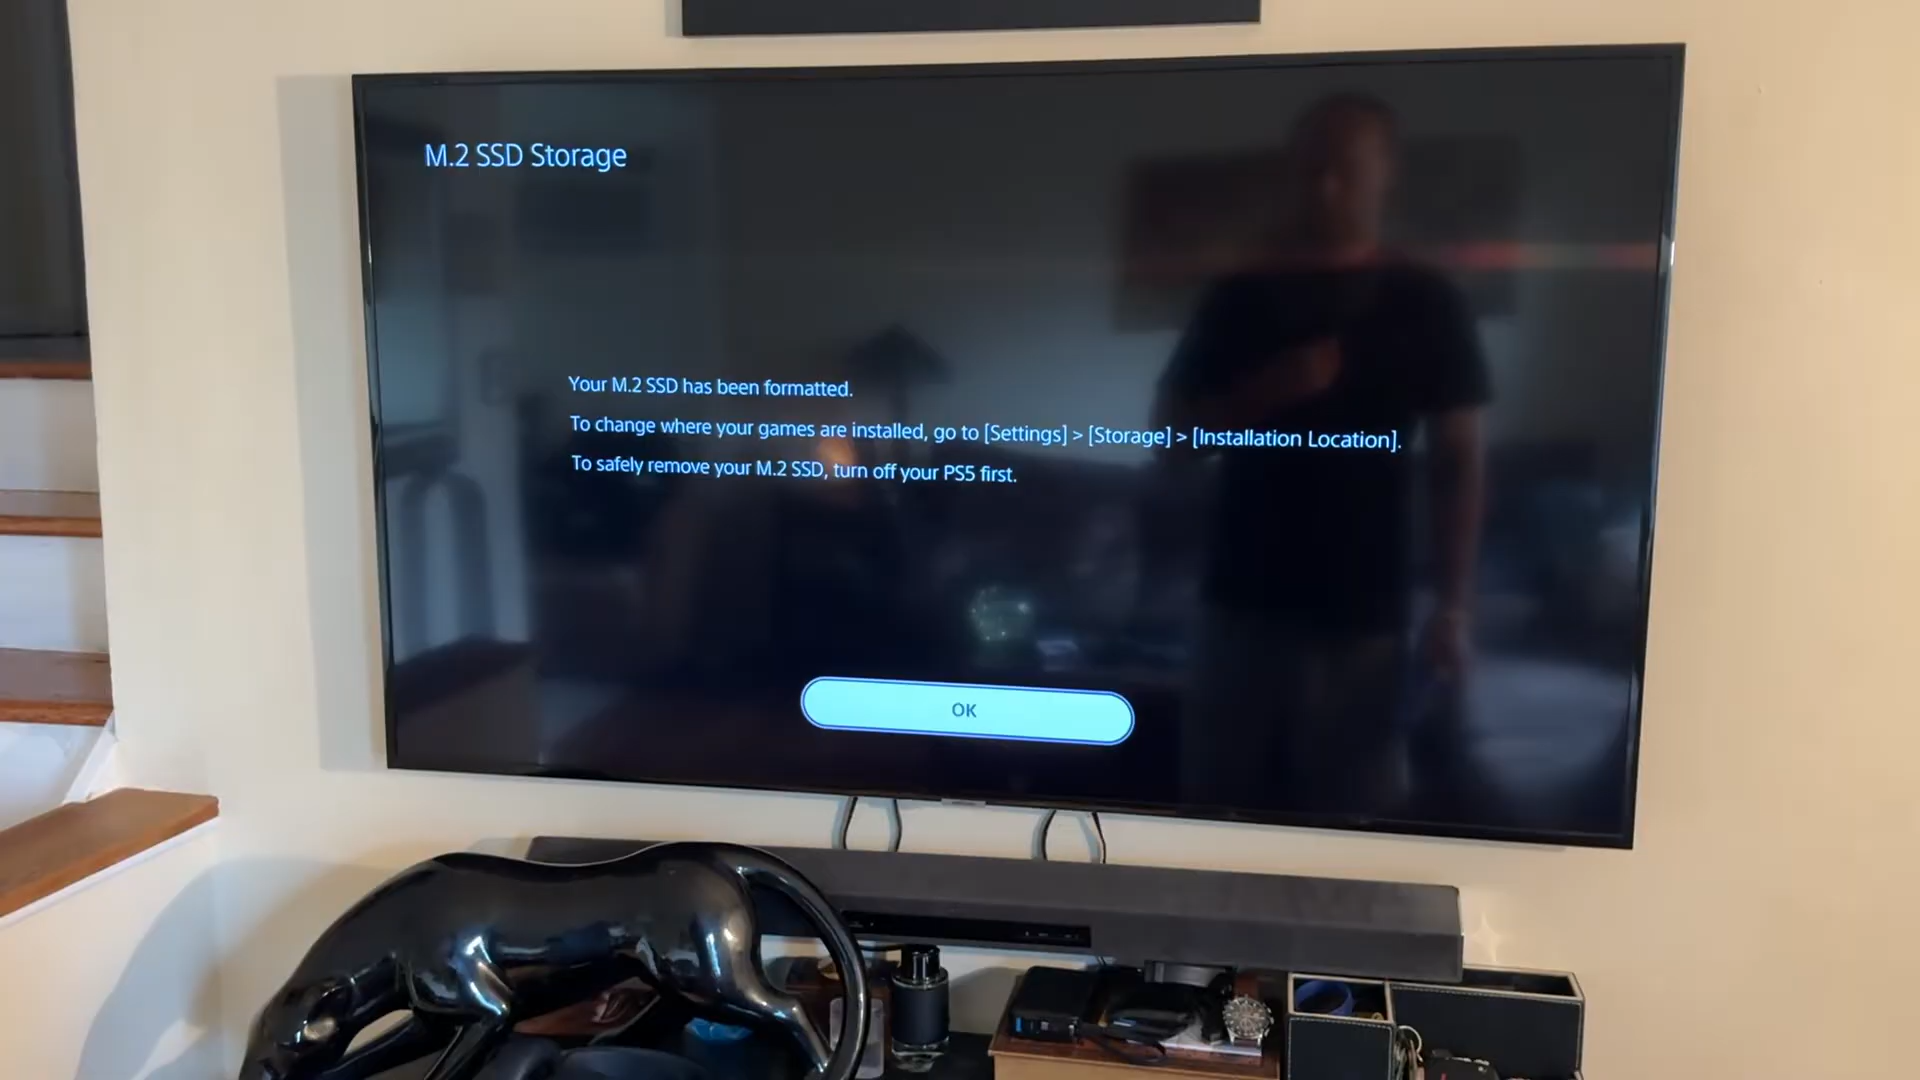 M.2 SSD Storage
Your M.2 SSD has been formatted.
To change where your games are installed, go to [Settings] > [Storage] > [Installation Location].
To safely remove your M.2 SSD, turn off your PS5 first.
OK